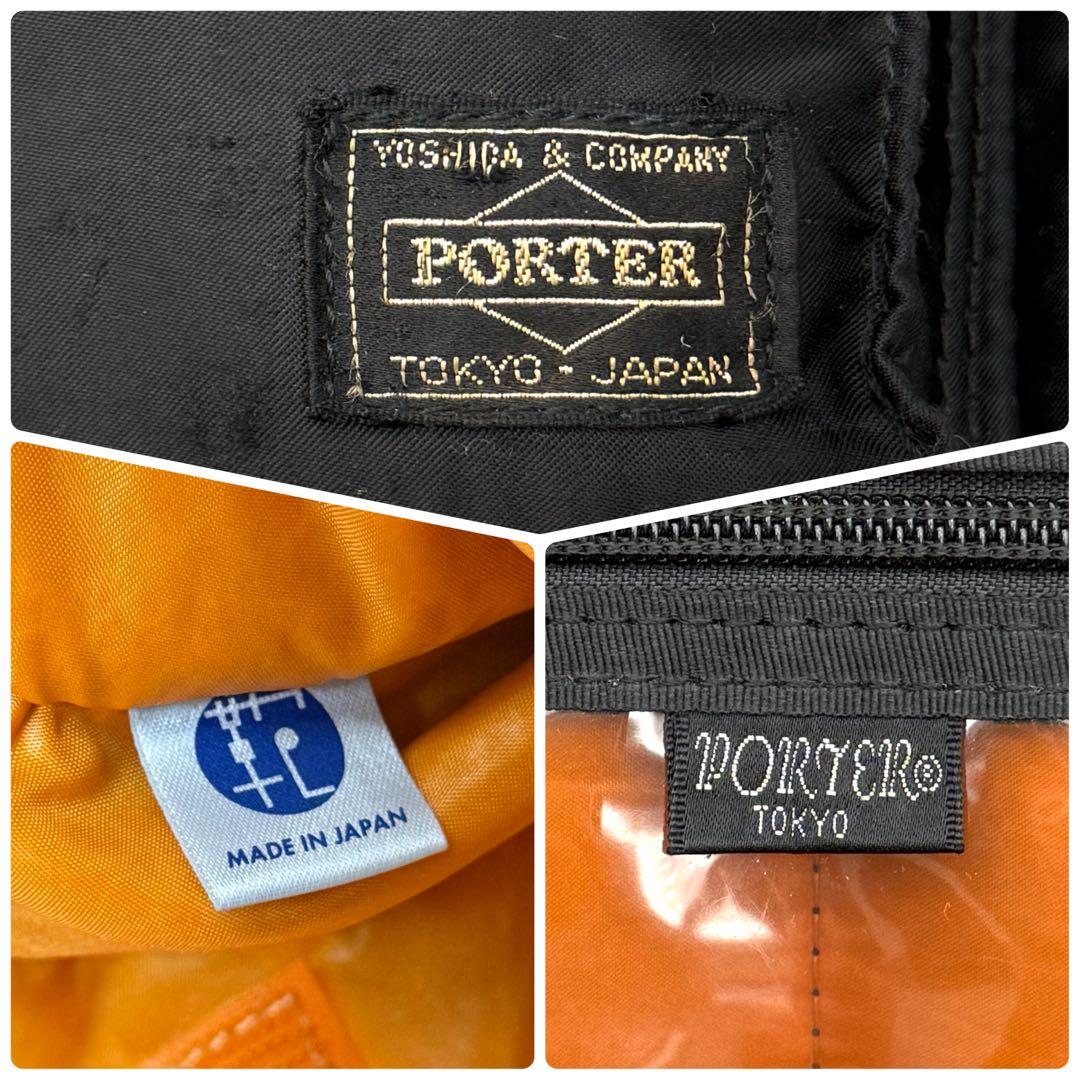 YOSHIDA & COMPANY
PORTER
TOKYO - JAPAN
MADE IN JAPAN
PORTER®
TOKYO